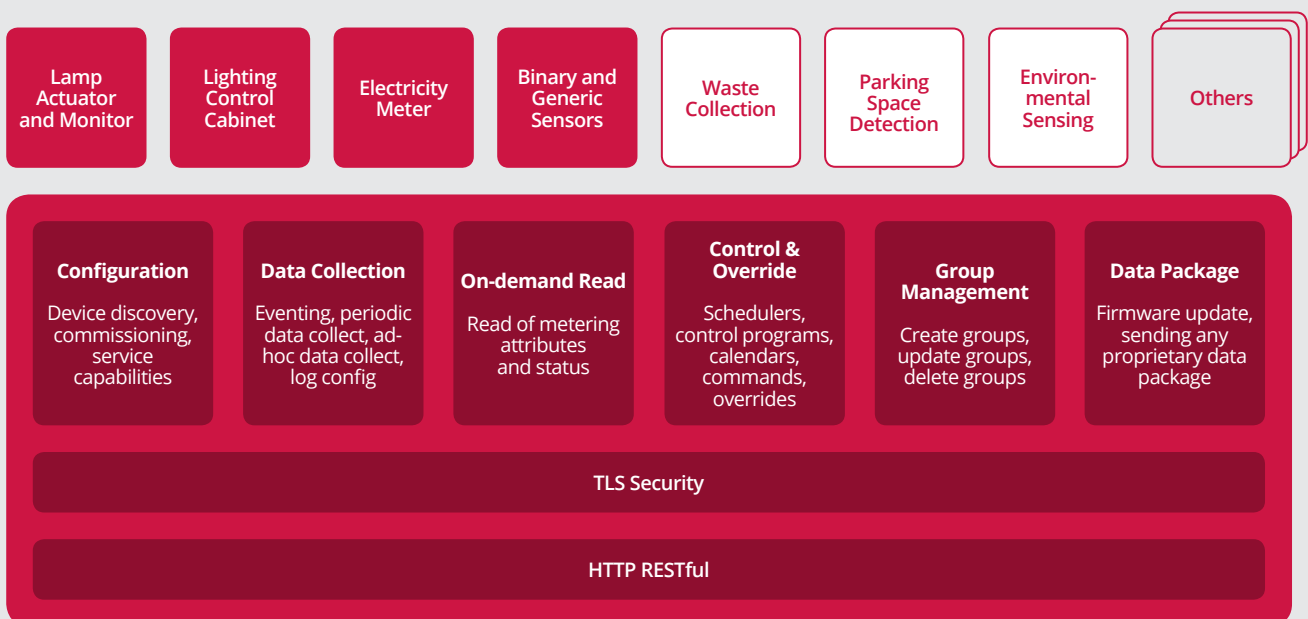 Lamp
Actuator
and Monitor
Lighting
Control
Cabinet
Electricity
Meter
Binary and
Generic
Sensors
Waste
Collection
Parking
Space
Detection
Environ-
mental
Sensing
Others
Configuration
Device discovery,
commissioning,
service
capabilities
Data Collection
Eventing, periodic
data collect, ad-
hoc data collect,
log config
On-demand Read
Read of metering
attributes
and status
Control &
Override
Schedulers,
control programs,
calendars,
commands,
overrides
Group
Management
Create groups,
update groups,
delete groups
Data Package
Firmware update,
sending any
proprietary data
package
TLS Security
HTTP RESTful